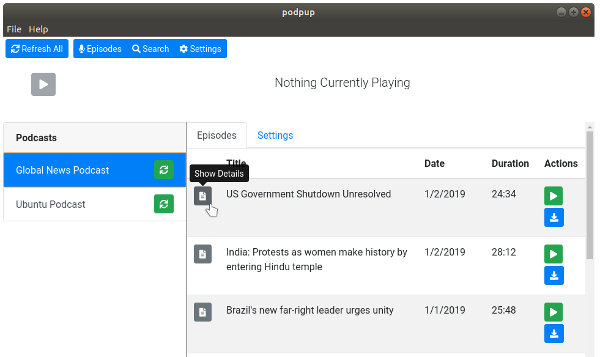 podpup
File Help
Refresh All Episodes Search Settings
Nothing Currently Playing
Podcasts
Global News Podcast
Ubuntu Podcast
Episodes Settings
Title Date Duration Actions
Show Details
US Government Shutdown Unresolved 1/2/2019 24:34
India: Protests as women make history by 1/2/2019 28:12
entering Hindu temple
Brazil's new far-right leader urges unity 1/1/2019 25:48